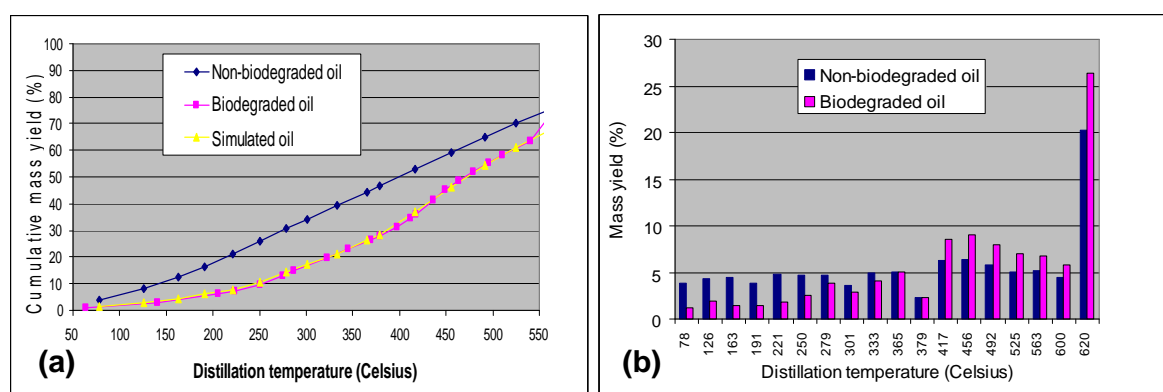 Cumulative mass yield (%)
100
90
80
70
60
50
40
30
20
10
0
Non-biodegraded oil
Biodegraded oil
Simulated oil
50 100 150 200 250 300 350 400 450 500 550
Distillation temperature (Celsius)
(a)
Mass yield (%)
30
25
20
15
10
5
0
Non-biodegraded oil
Biodegraded oil
78 126 163 191 221 250 279 301 333 365 379 417 456 492 525 563 600 620
Distillation temperature (Celsius)
(b)